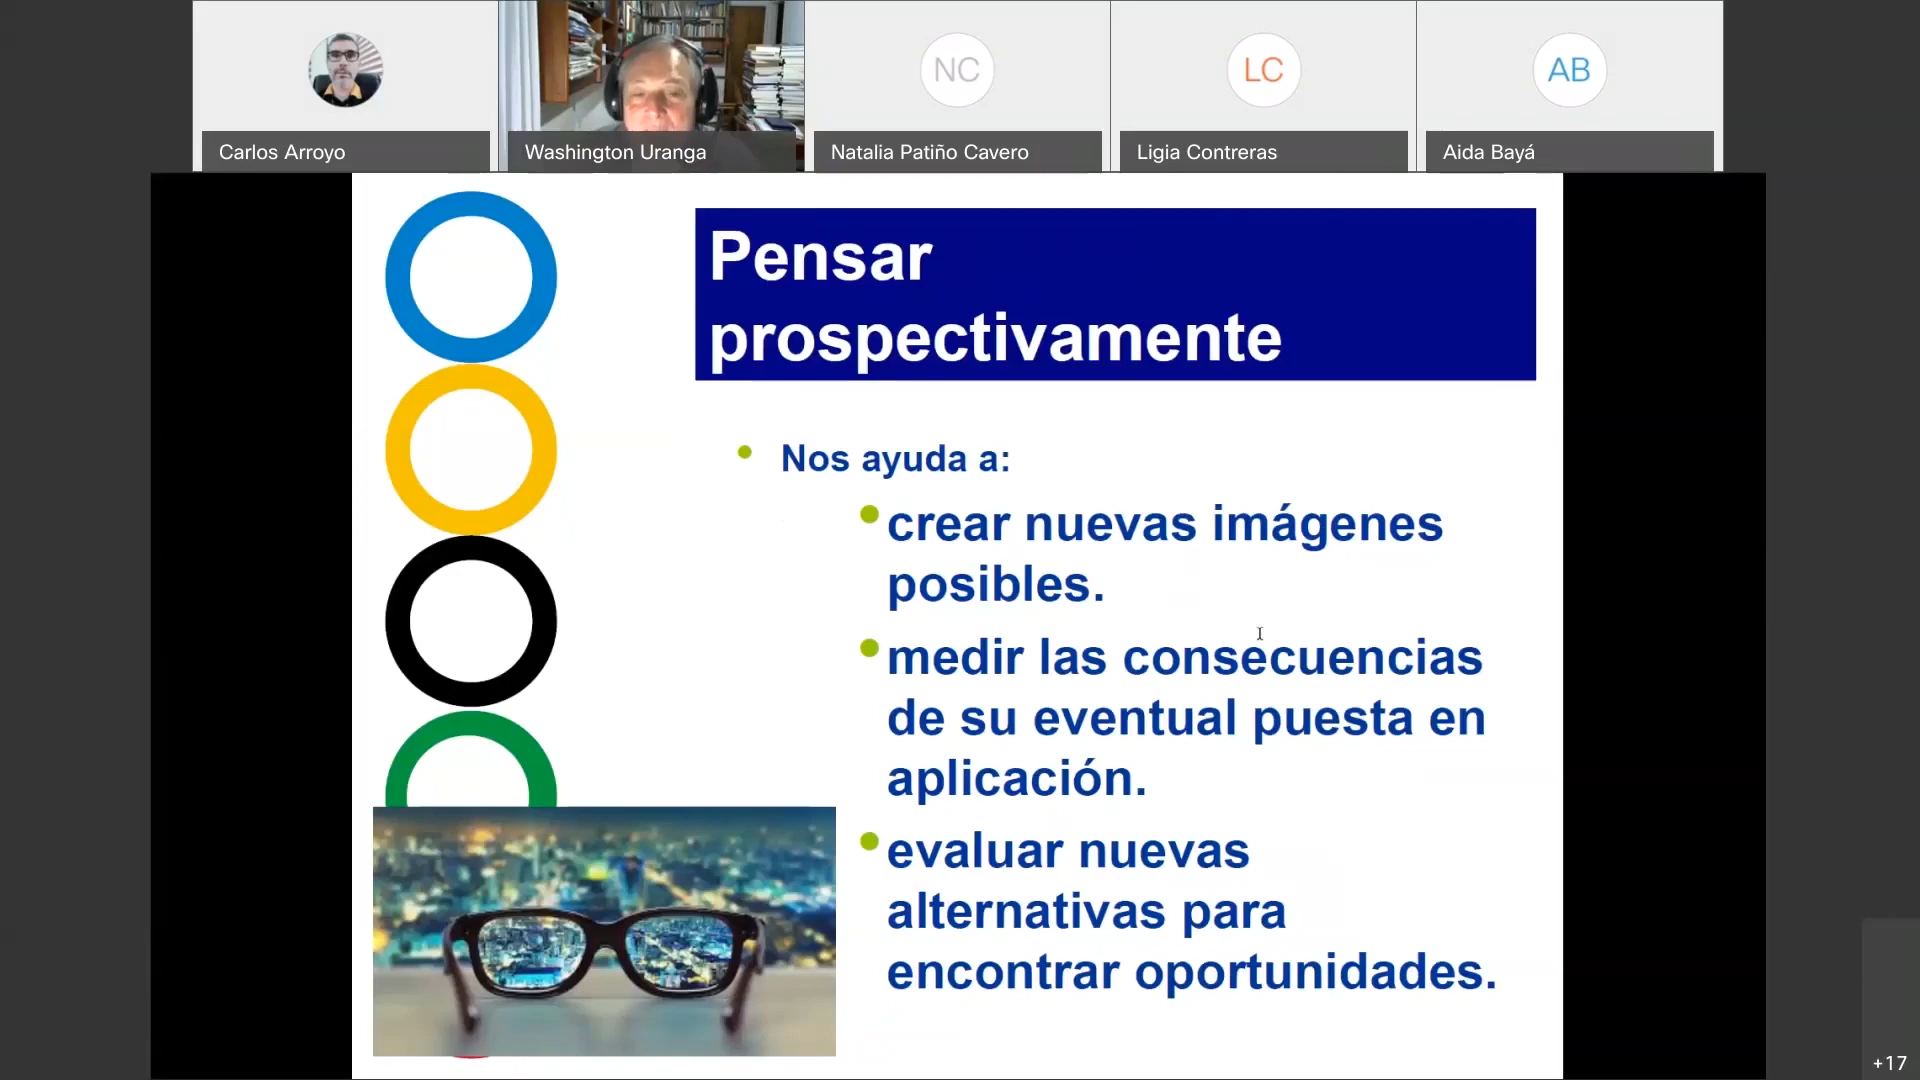 NC
LC
AB
Carlos Arroyo
Washington Uranga
Natalia Patiño Cavero
Ligia Contreras
Aida Bayá
Pensar
prospectivamente
Nos ayuda a:
crear nuevas imágenes
posibles.
medir las consecuencias
de su eventual puesta en
aplicación.
evaluar nuevas
alternativas para
encontrar oportunidades.
+17